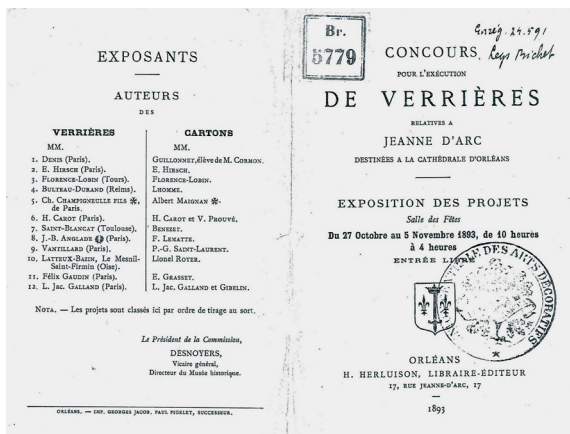 EXPOSANTS
AUTEURS
DES
VERRIÈRES
MM.
1. DENIS (Paris).
2. E. HIRSCH (Paris).
3. FLORENCE-LOBIN (Tours).
4. BULTEAU-DURAND (Reims).
5. Ch. CHAMPIGNEULLE FILS ✻, de Paris.
6. H. CAROT (Paris).
7. SAINT-BLANCAT (Toulouse).
8. J.-B. ANGLADE (Paris).
9. VANTILLARD (Paris).
10. LATTEUX-BAZIN, Le Mesnil-
Saint-Firmin (Oise).
11. Félix GAUDIN (Paris).
12. L. Jac. GALLAND (Paris).
CARTONS
MM.
GUILLONNET, élève de M. CORMON.
E. HIRSCH.
FLORENCE-LOBIN.
LHOMME.
Albert MAIGNAN ✻.
H. CAROT et V. PROUVÉ.
BENEZET.
F. LEMATTE.
P.-G. SAINT-LAURENT.
Lionel ROYER.
E. GRASSET.
L. Jac. GALLAND et GIBELIN.
NOTA. — Les projets sont classés ici par ordre de tirage au sort.
Le Président de la Commission,
DESNOYERS,
Vicaire général,
Directeur du Musée historique.
ORLÉANS. — IMP. GEORGES JACOB, PAUL PIGELET, SUCCESSEUR.
Br.
5779
CONCOURS
POUR L'EXÉCUTION
DE VERRIÈRES
RELATIVES A
JEANNE D'ARC
DESTINÉES A LA CATHÉDRALE D'ORLÉANS
EXPOSITION DES PROJETS
Salle des Fêtes
Du 27 Octobre au 5 Novembre 1893, de 10 heures
à 4 heures
ENTRÉE LIBRE
DES ARTS DÉCORATIFS
ORLÉANS
H. HERLUISON, LIBRAIRE-ÉDITEUR
17, RUE JEANNE-D'ARC, 17
1893